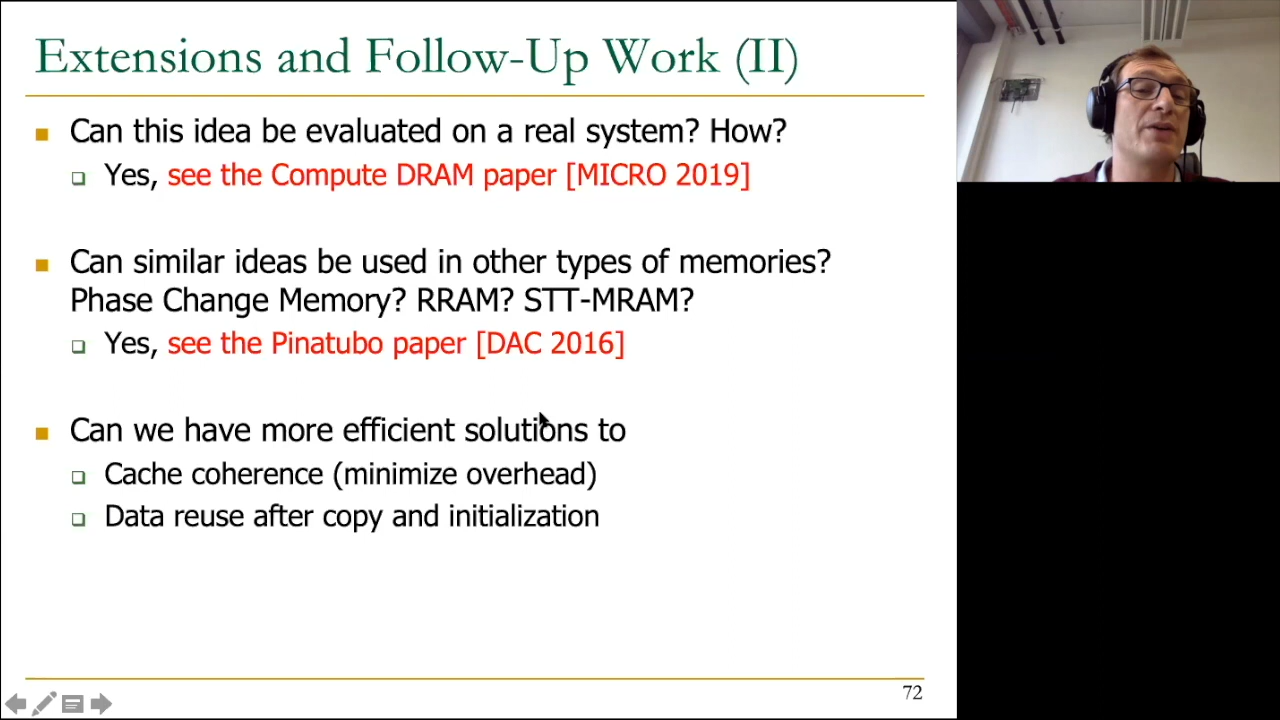 Extensions and Follow-Up Work (II)
Can this idea be evaluated on a real system? How?
Yes, see the Compute DRAM paper [MICRO 2019]
Can similar ideas be used in other types of memories?
Phase Change Memory? RRAM? STT-MRAM?
Yes, see the Pinatubo paper [DAC 2016]
Can we have more efficient solutions to
Cache coherence (minimize overhead)
Data reuse after copy and initialization
72